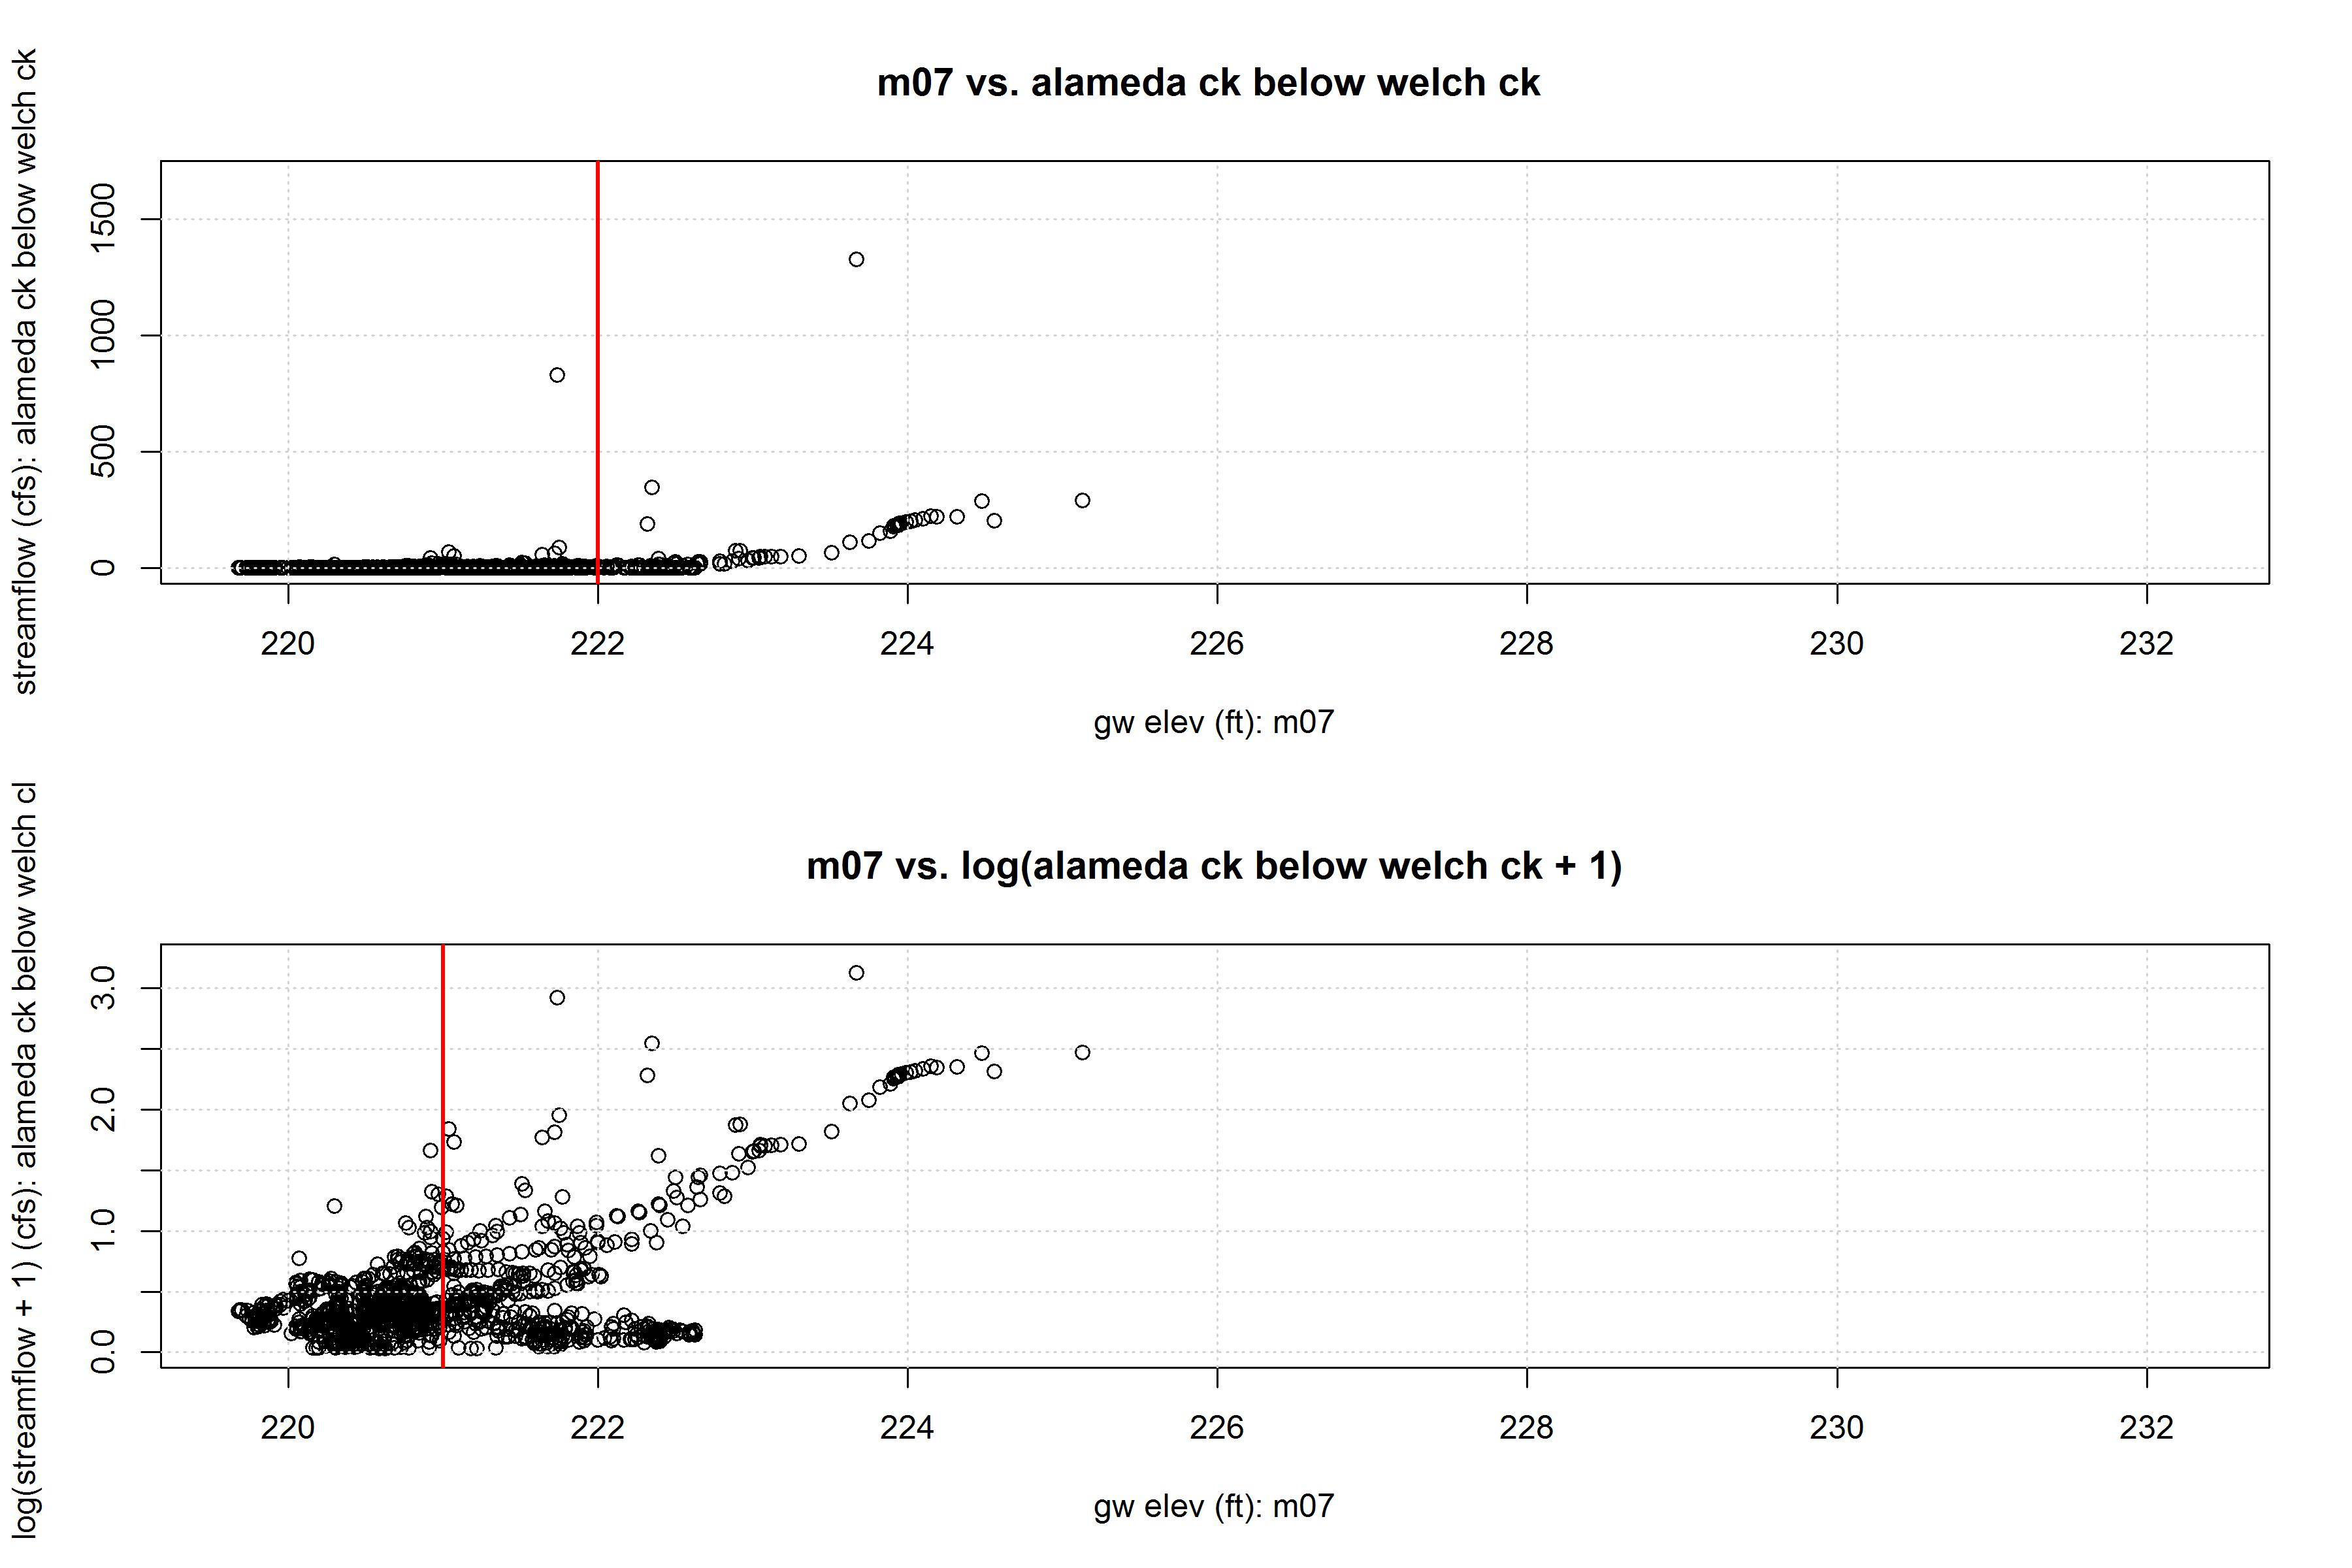 m07 vs. alameda ck below welch ck
streamflow (cfs): alameda ck below welch ck
1500
1000
500
0
220 222 224 226 228 230 232
gw elev (ft): m07
m07 vs. log(alameda ck below welch ck + 1)
log(streamflow + 1) (cfs): alameda ck below welch cl
3.0
2.0
1.0
0.0
220 222 224 226 228 230 232
gw elev (ft): m07